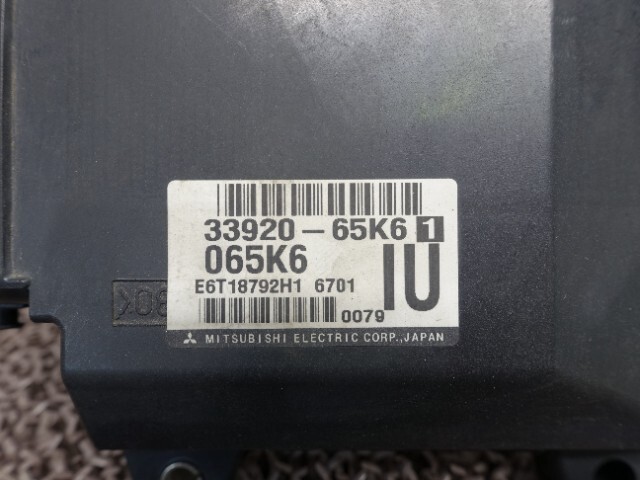 33920-65K6 1
065K6
IU
E6T18792H1 6701
0079
MITSUBISHI ELECTRIC CORP.,JAPAN